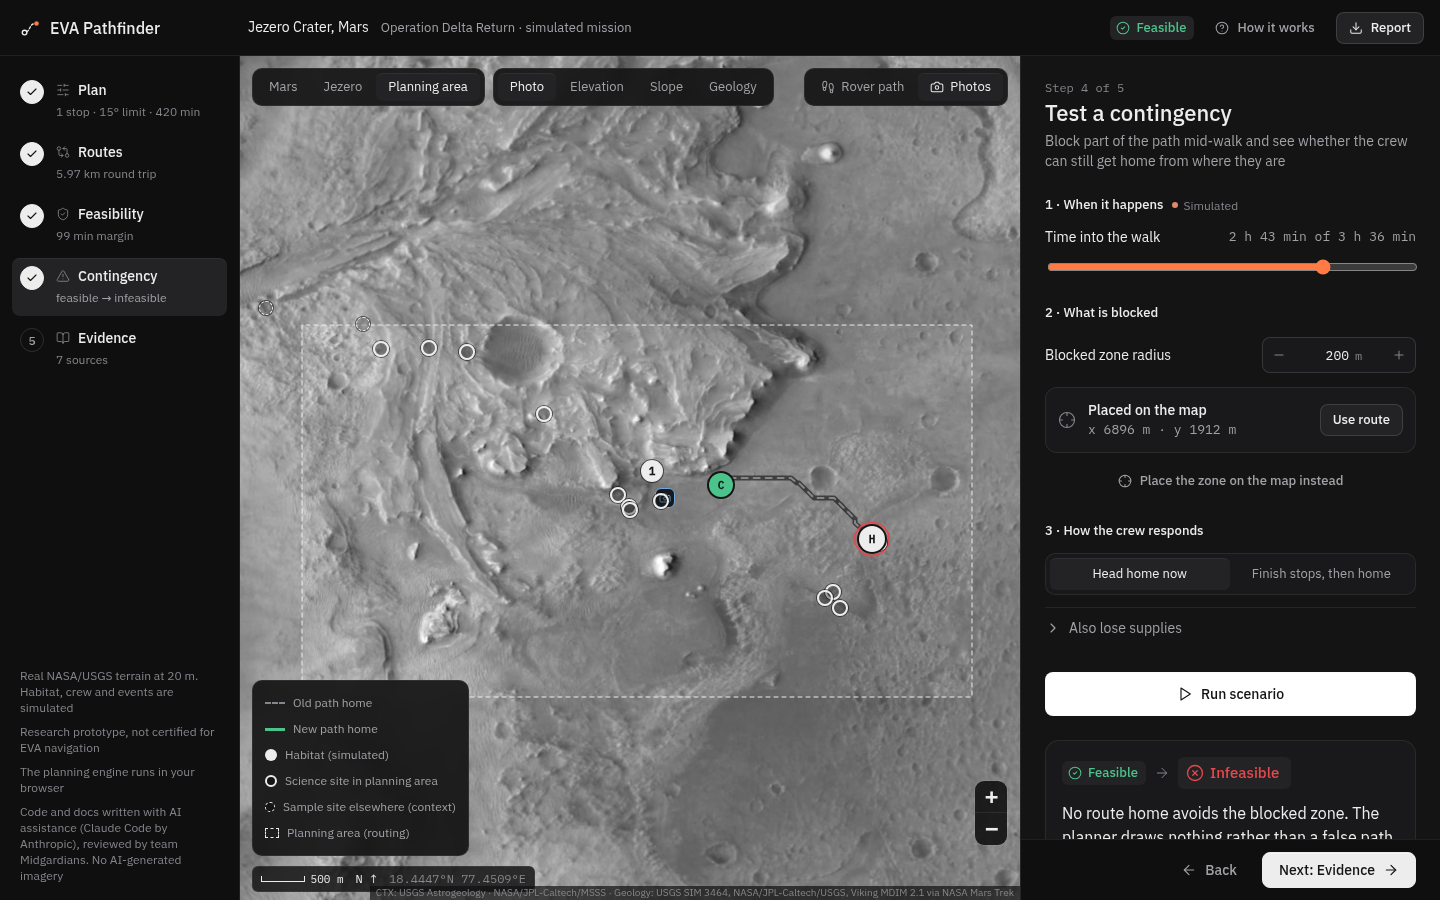 EVA Pathfinder
Jezero Crater, Mars
Operation Delta Return · simulated mission
Feasible
How it works
Report
Plan
1 stop · 15° limit · 420 min
Routes
5.97 km round trip
Feasibility
99 min margin
Contingency
feasible → infeasible
5
Evidence
7 sources
Real NASA/USGS terrain at 20 m.
Habitat, crew and events are
simulated
Research prototype, not certified for
EVA navigation
The planning engine runs in your
browser
Code and docs written with AI
assistance (Claude Code by
Anthropic), reviewed by team
Midgardians. No AI-generated
imagery
Mars
Jezero
Planning area
Photo
Elevation
Slope
Geology
Rover path
Photos
1
C
H
Old path home
New path home
Habitat (simulated)
Science site in planning area
Sample site elsewhere (context)
Planning area (routing)
500 m N ↑ 18.4447°N 77.4509°E
+
−
CTX: USGS Astrogeology · NASA/JPL-Caltech/MSSS · Geology: USGS SIM 3464, NASA/JPL-Caltech/USGS, Viking MDIM 2.1 via NASA Mars Trek
Step 4 of 5
Test a contingency
Block part of the path mid-walk and see whether the crew
can still get home from where they are
1 · When it happens
Simulated
Time into the walk
2 h 43 min of 3 h 36 min
2 · What is blocked
Blocked zone radius
− 200 m +
Placed on the map
x 6896 m · y 1912 m
Use route
Place the zone on the map instead
3 · How the crew responds
Head home now
Finish stops, then home
Also lose supplies
Run scenario
Feasible → Infeasible
No route home avoids the blocked zone. The
planner draws nothing rather than a false path
Back
Next: Evidence